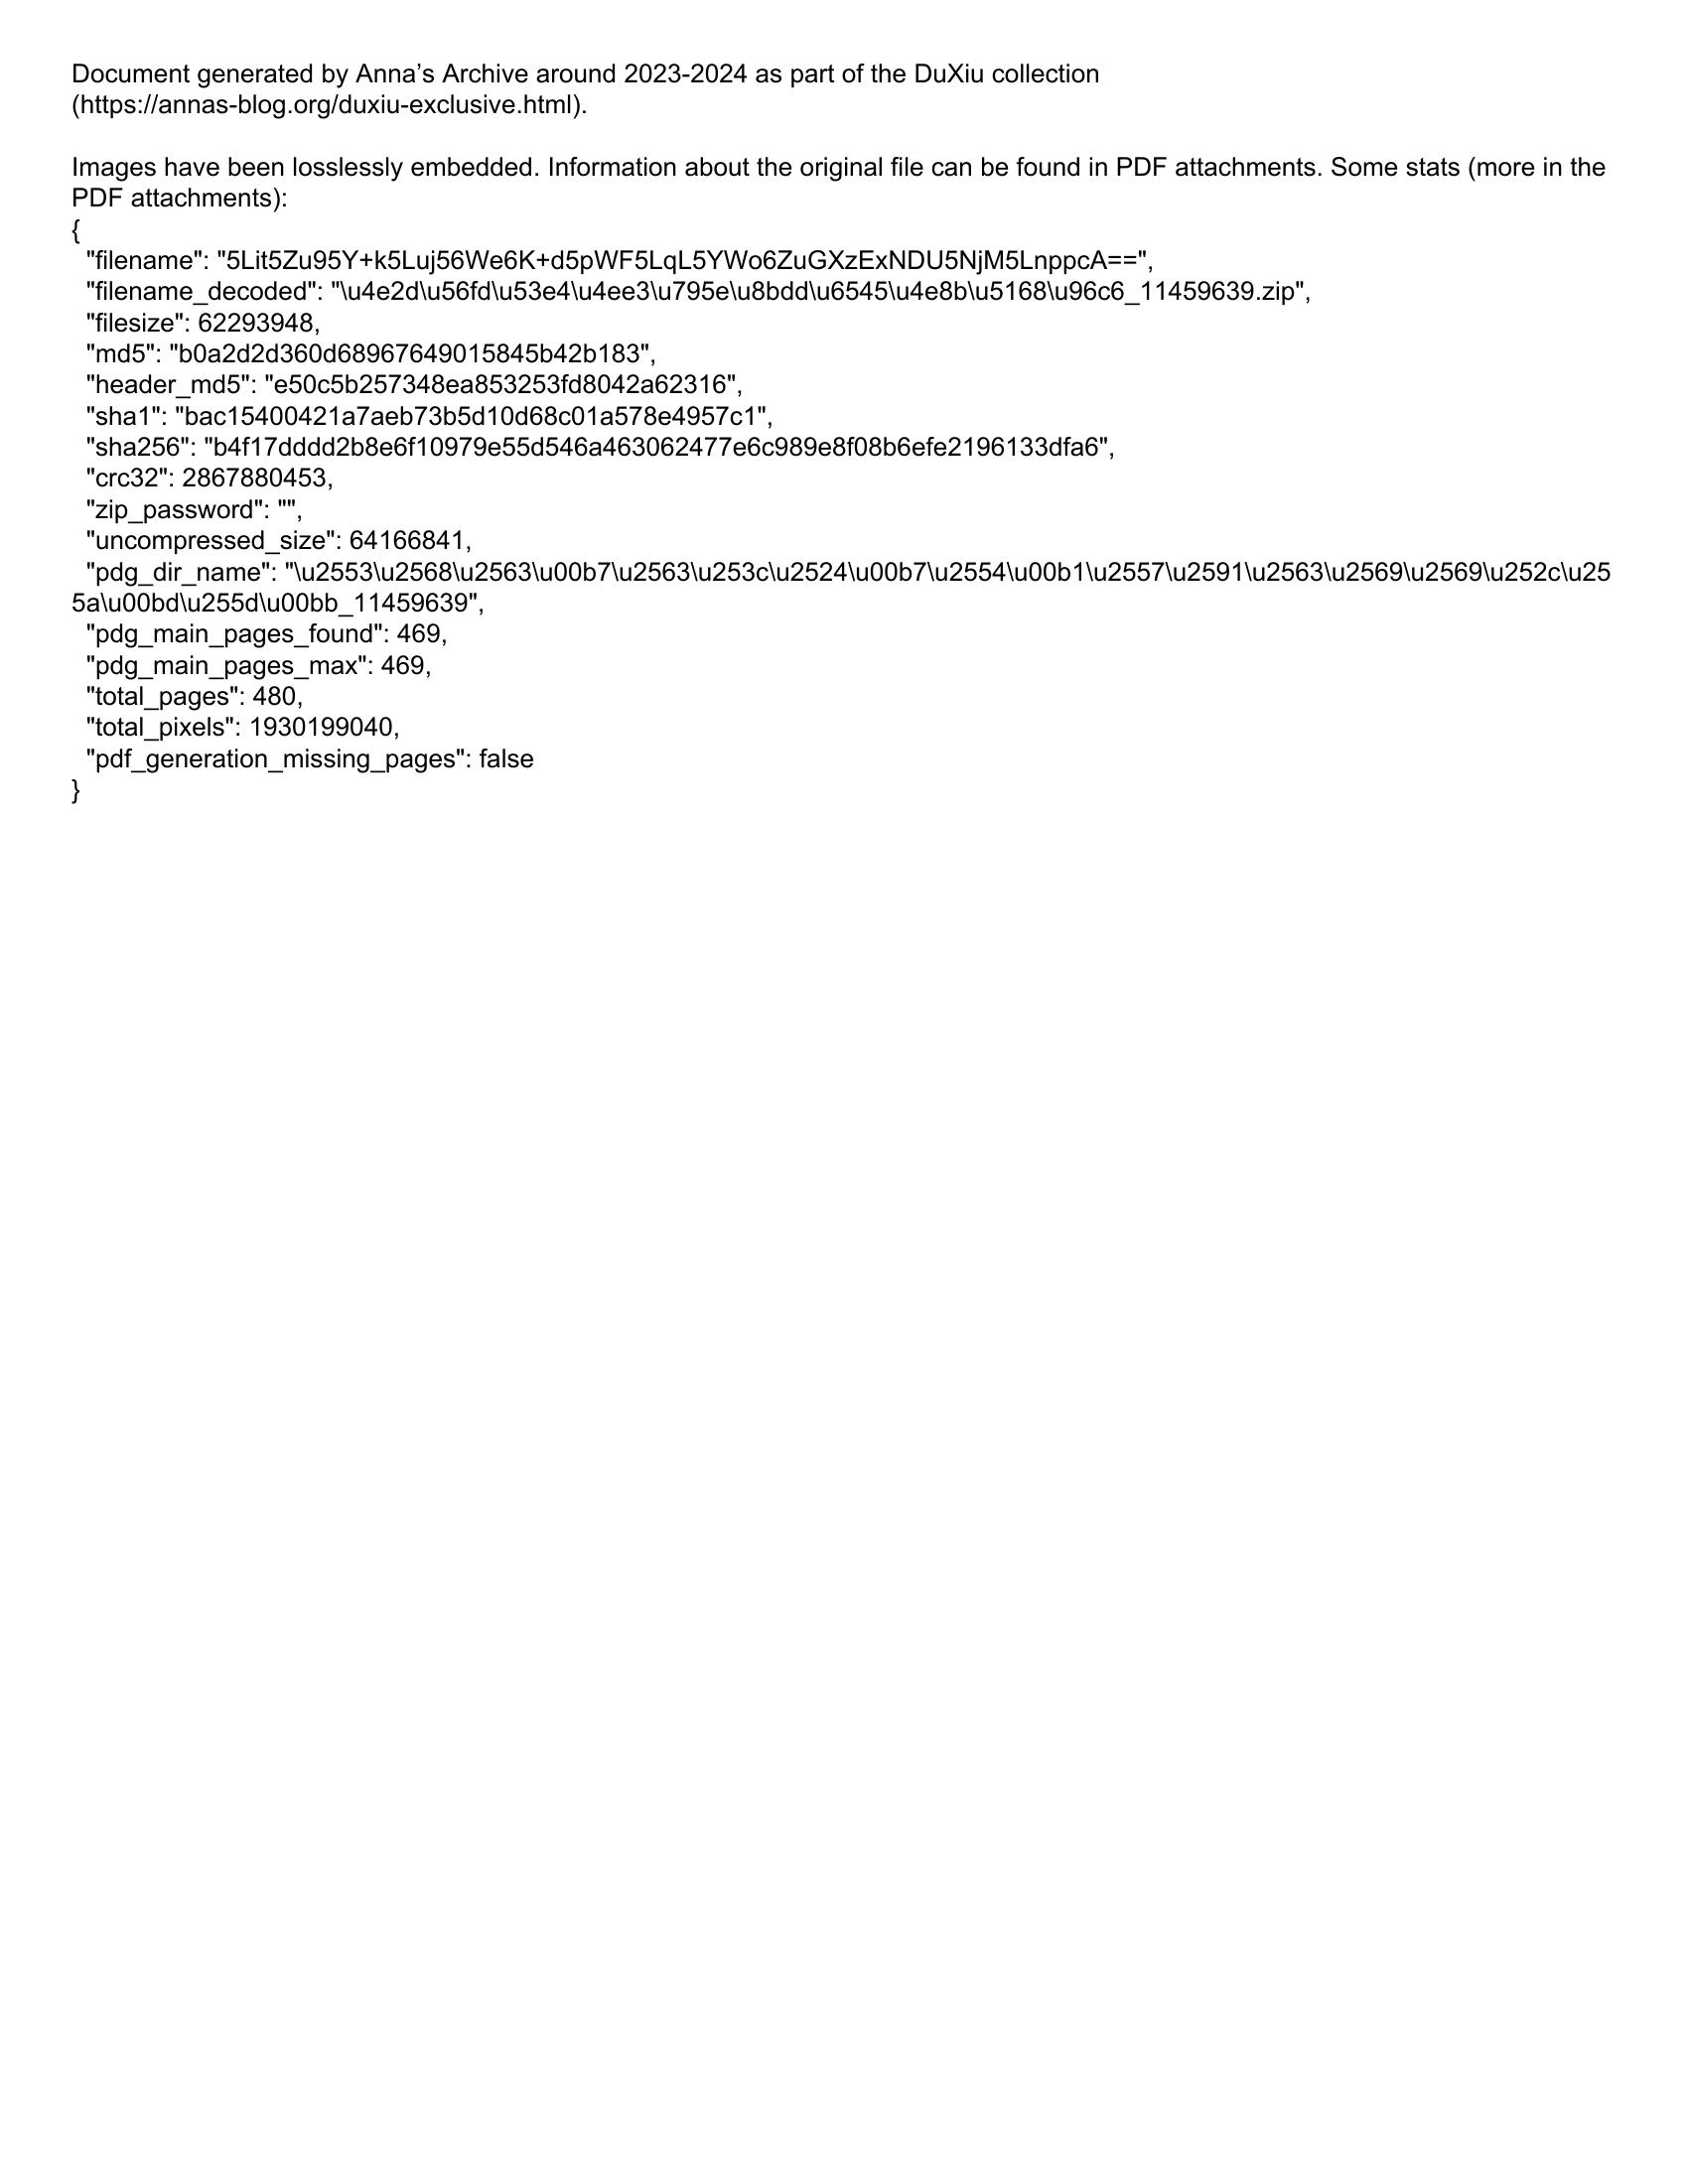 Document generated by Anna’s Archive around 2023-2024 as part of the DuXiu collection
(https://annas-blog.org/duxiu-exclusive.html).
Images have been losslessly embedded. Information about the original file can be found in PDF attachments. Some stats (more in the
PDF attachments):
{
"filename": "5Lit5Zu95Y+k5Luj56We6K+d5pWF5LqL5YWo6ZuGXzExNDU5NjM5LnppcA==",
"filename_decoded": "\u4e2d\u56fd\u53e4\u4ee3\u795e\u8bdd\u6545\u4e8b\u5168\u96c6_11459639.zip",
"filesize": 62293948,
"md5": "b0a2d2d360d68967649015845b42b183",
"header_md5": "e50c5b257348ea853253fd8042a62316",
"sha1": "bac15400421a7aeb73b5d10d68c01a578e4957c1",
"sha256": "b4f17dddd2b8e6f10979e55d546a463062477e6c989e8f08b6efe2196133dfa6",
"crc32": 2867880453,
"zip_password": "",
"uncompressed_size": 64166841,
"pdg_dir_name": "\u2553\u2568\u2563\u00b7\u2563\u253c\u2524\u00b7\u2554\u00b1\u2557\u2591\u2563\u2569\u2569\u252c\u25
5a\u00bd\u255d\u00bb_11459639",
"pdg_main_pages_found": 469,
"pdg_main_pages_max": 469,
"total_pages": 480,
"total_pixels": 1930199040,
"pdf_generation_missing_pages": false
}